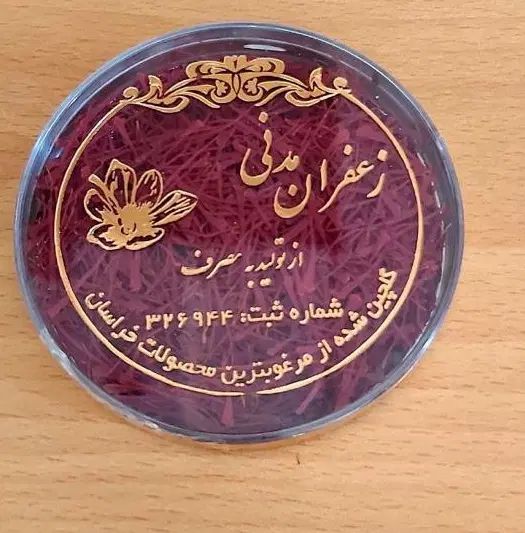 زعفران مدنی
از تولید به مصرف
شماره ثبت: ۳۲۶۹۴۴
گلچین شده از مرغوبترین محصولات خراسان